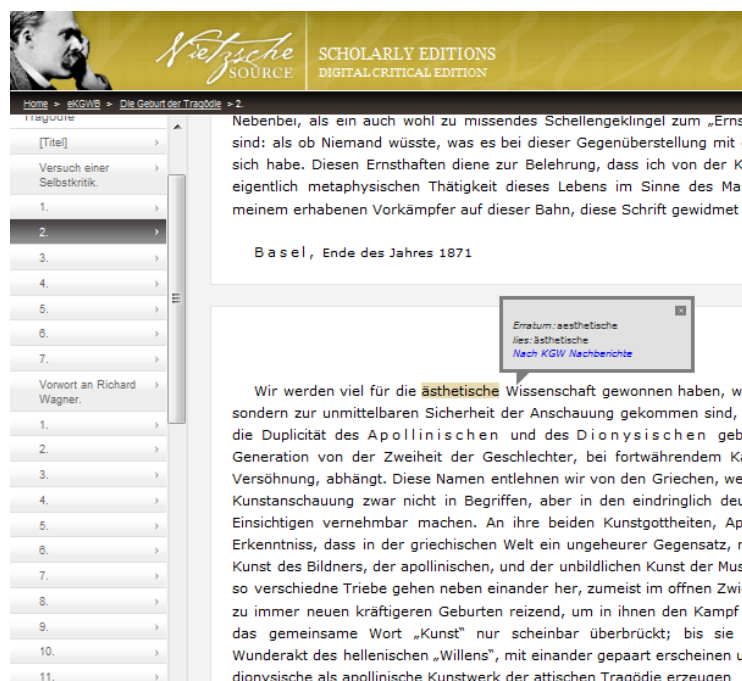 Nietzsche
SOURCE
SCHOLARLY EDITIONS
DIGITAL CRITICAL EDITION
Home > eKGWB > Die Geburt der Tragödie > 2.
Tragödie
[Titel]
Versuch einer
Selbstkritik.
1.
2.
3.
4.
5.
6.
7.
Vorwort an Richard
Wagner.
1.
2.
3.
4.
5.
6.
7.
8.
9.
10.
11.
Nebenbei, als ein auch wohl zu missendes Schellengeklingel zum „Erns
sind: als ob Niemand wüsste, was es bei dieser Gegenüberstellung mit
sich habe. Diesen Ernsthaften diene zur Belehrung, dass ich von der K
eigentlich metaphysischen Thätigkeit dieses Lebens im Sinne des Ma
meinem erhabenen Vorkämpfer auf dieser Bahn, diese Schrift gewidmet
Basel, Ende des Jahres 1871
Erratum: aesthetische
lies: ästhetische
Nach KGW Nachberichte
Wir werden viel für die ästhetische Wissenschaft gewonnen haben, w
sondern zur unmittelbaren Sicherheit der Anschauung gekommen sind,
die Duplicität des Apollinischen und des Dionysischen geb
Generation von der Zweiheit der Geschlechter, bei fortwährendem Ka
Versöhnung, abhängt. Diese Namen entlehnen wir von den Griechen, we
Kunstanschauung zwar nicht in Begriffen, aber in den eindringlich deu
Einsichtigen vernehmbar machen. An ihre beiden Kunstgottheiten, Ap
Erkenntniss, dass in der griechischen Welt ein ungeheurer Gegensatz, n
Kunst des Bildners, der apollinischen, und der unbildlichen Kunst der Mus
so verschiedne Triebe gehen neben einander her, zumeist im offnen Zwi
zu immer neuen kräftigeren Geburten reizend, um in ihnen den Kampf
das gemeinsame Wort „Kunst“ nur scheinbar überbrückt; bis sie
Wunderakt des hellenischen „Willens“, mit einander gepaart erscheinen u
dionysische als apollinische Kunstwerk der attischen Tragödie erzeugen